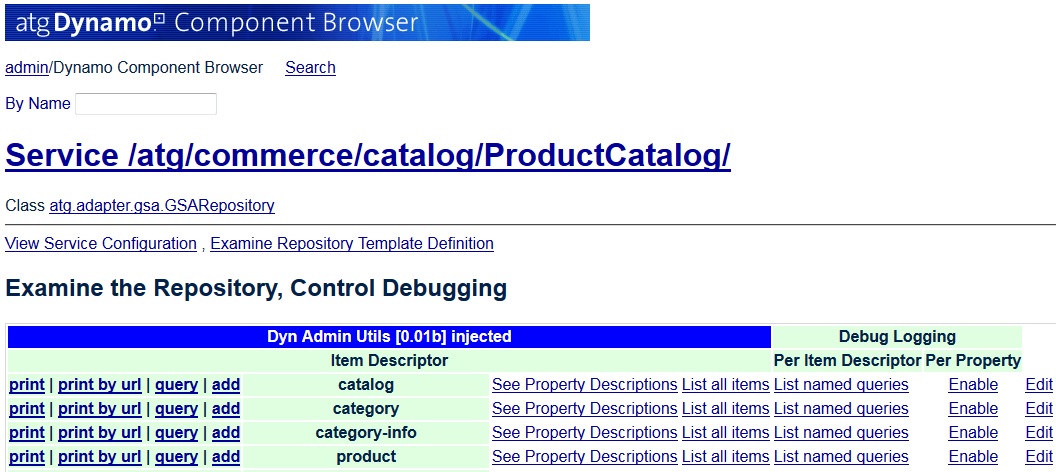 atg Dynamo Component Browser
admin/Dynamo Component Browser Search
By Name
Service /atg/commerce/catalog/ProductCatalog/
Class atg.adapter.gsa.GSARepository
View Service Configuration , Examine Repository Template Definition
Examine the Repository, Control Debugging
Dyn Admin Utils [0.01b] injected Debug Logging
Item Descriptor Per Item Descriptor Per Property
print | print by url | query | add catalog See Property Descriptions List all items List named queries Enable Edit
print | print by url | query | add category See Property Descriptions List all items List named queries Enable Edit
print | print by url | query | add category-info See Property Descriptions List all items List named queries Enable Edit
print | print by url | query | add product See Property Descriptions List all items List named queries Enable Edit